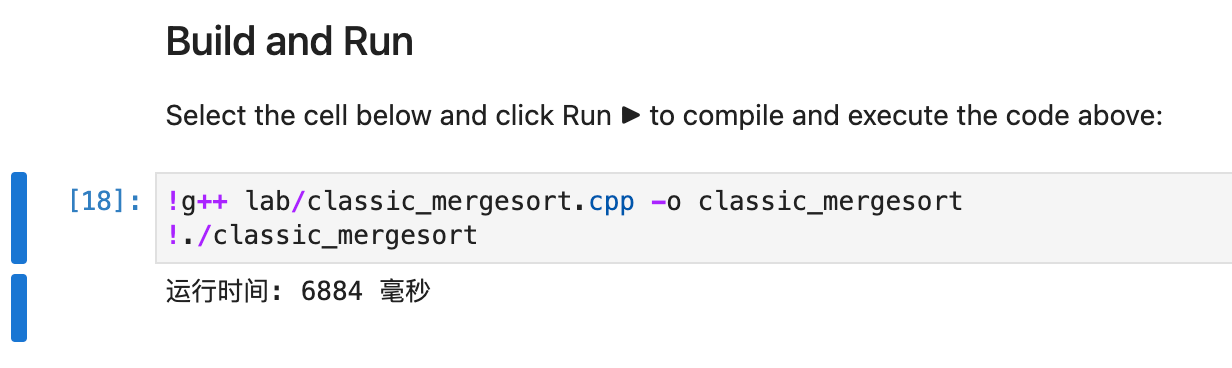 Build and Run
Select the cell below and click Run ▶ to compile and execute the code above:
[18]: !g++ lab/classic_mergesort.cpp -o classic_mergesort
!./classic_mergesort
运行时间: 6884 毫秒